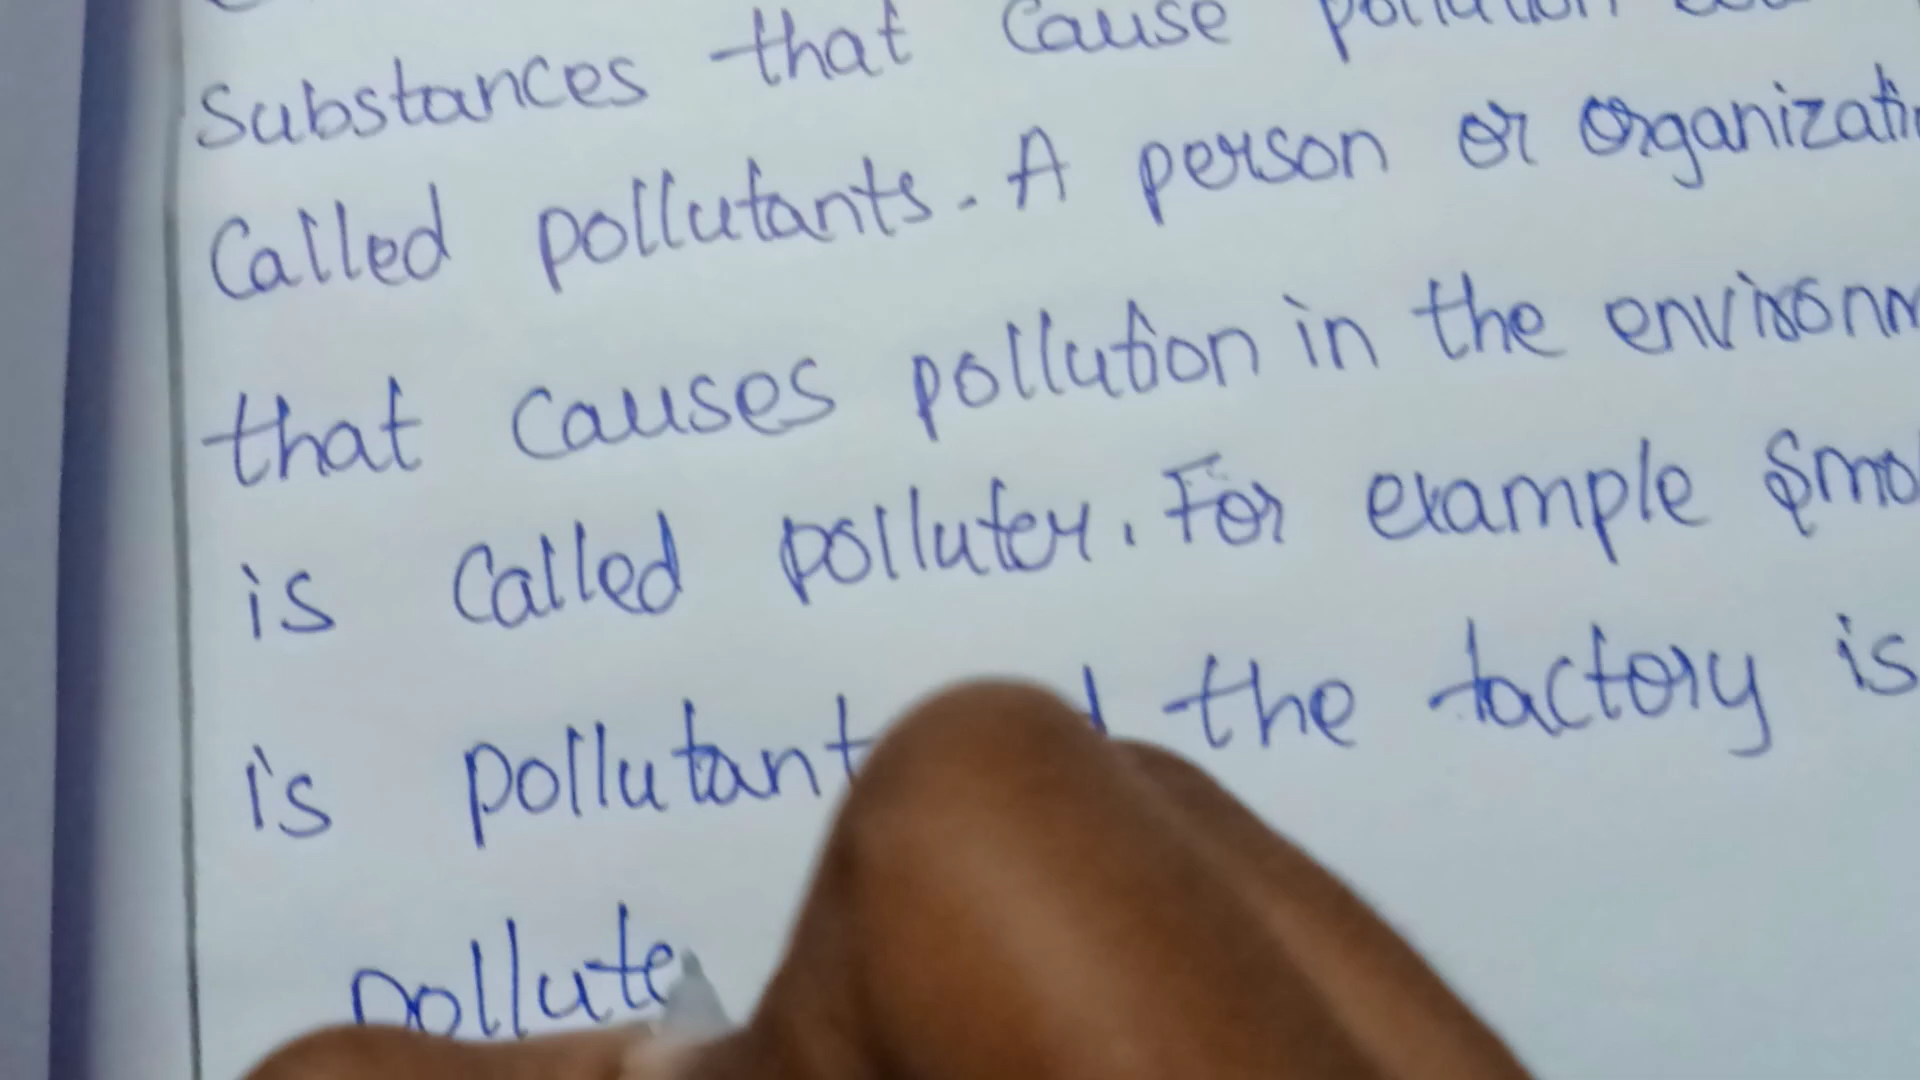 Substances that Cause pollution
Called pollutants. A person or organizati
that causes pollution in the environm
is Called polluter. For example Smo
is pollutant the factory is
pollute